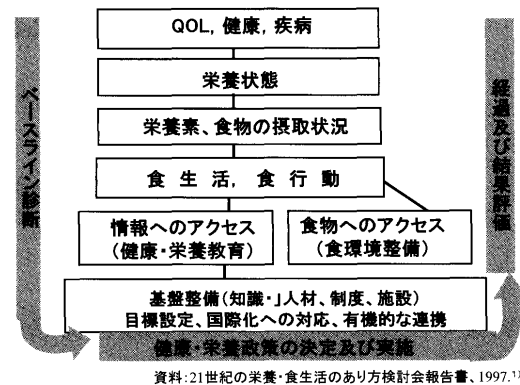 QOL, 健康, 疾病
栄養状態
栄養素、食物の摂取状況
食 生 活, 食 行 動
情報へのアクセス
(健康・栄養教育)
食物へのアクセス
(食環境整備)
基盤整備(知識・」人材、制度、施設)
目標設定、国際化への対応、有機的な連携
健康・栄養政策の決定及び実施
ベースライン診断
経過及び結果評価
資料:21世紀の栄養・食生活のあり方検討会報告書、1997.¹⁾